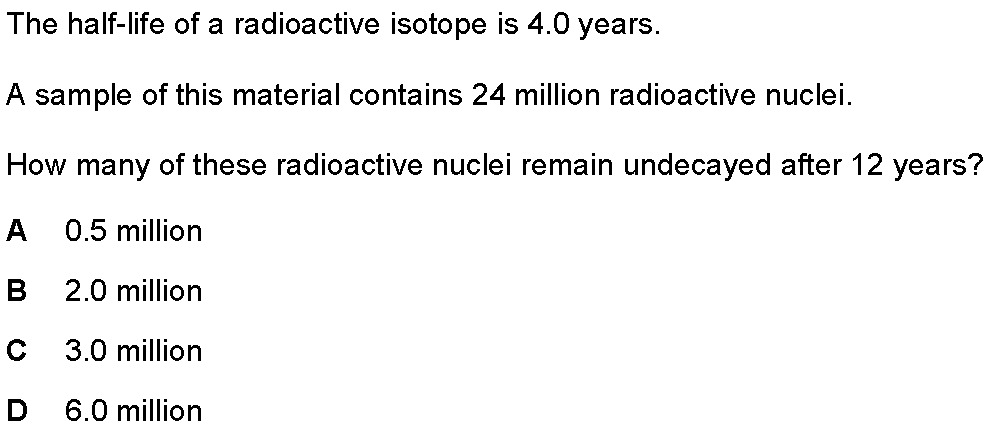 The half-life of a radioactive isotope is 4.0 years.
A sample of this material contains 24 million radioactive nuclei.
How many of these radioactive nuclei remain undecayed after 12 years?
A 0.5 million
B 2.0 million
C 3.0 million
D 6.0 million